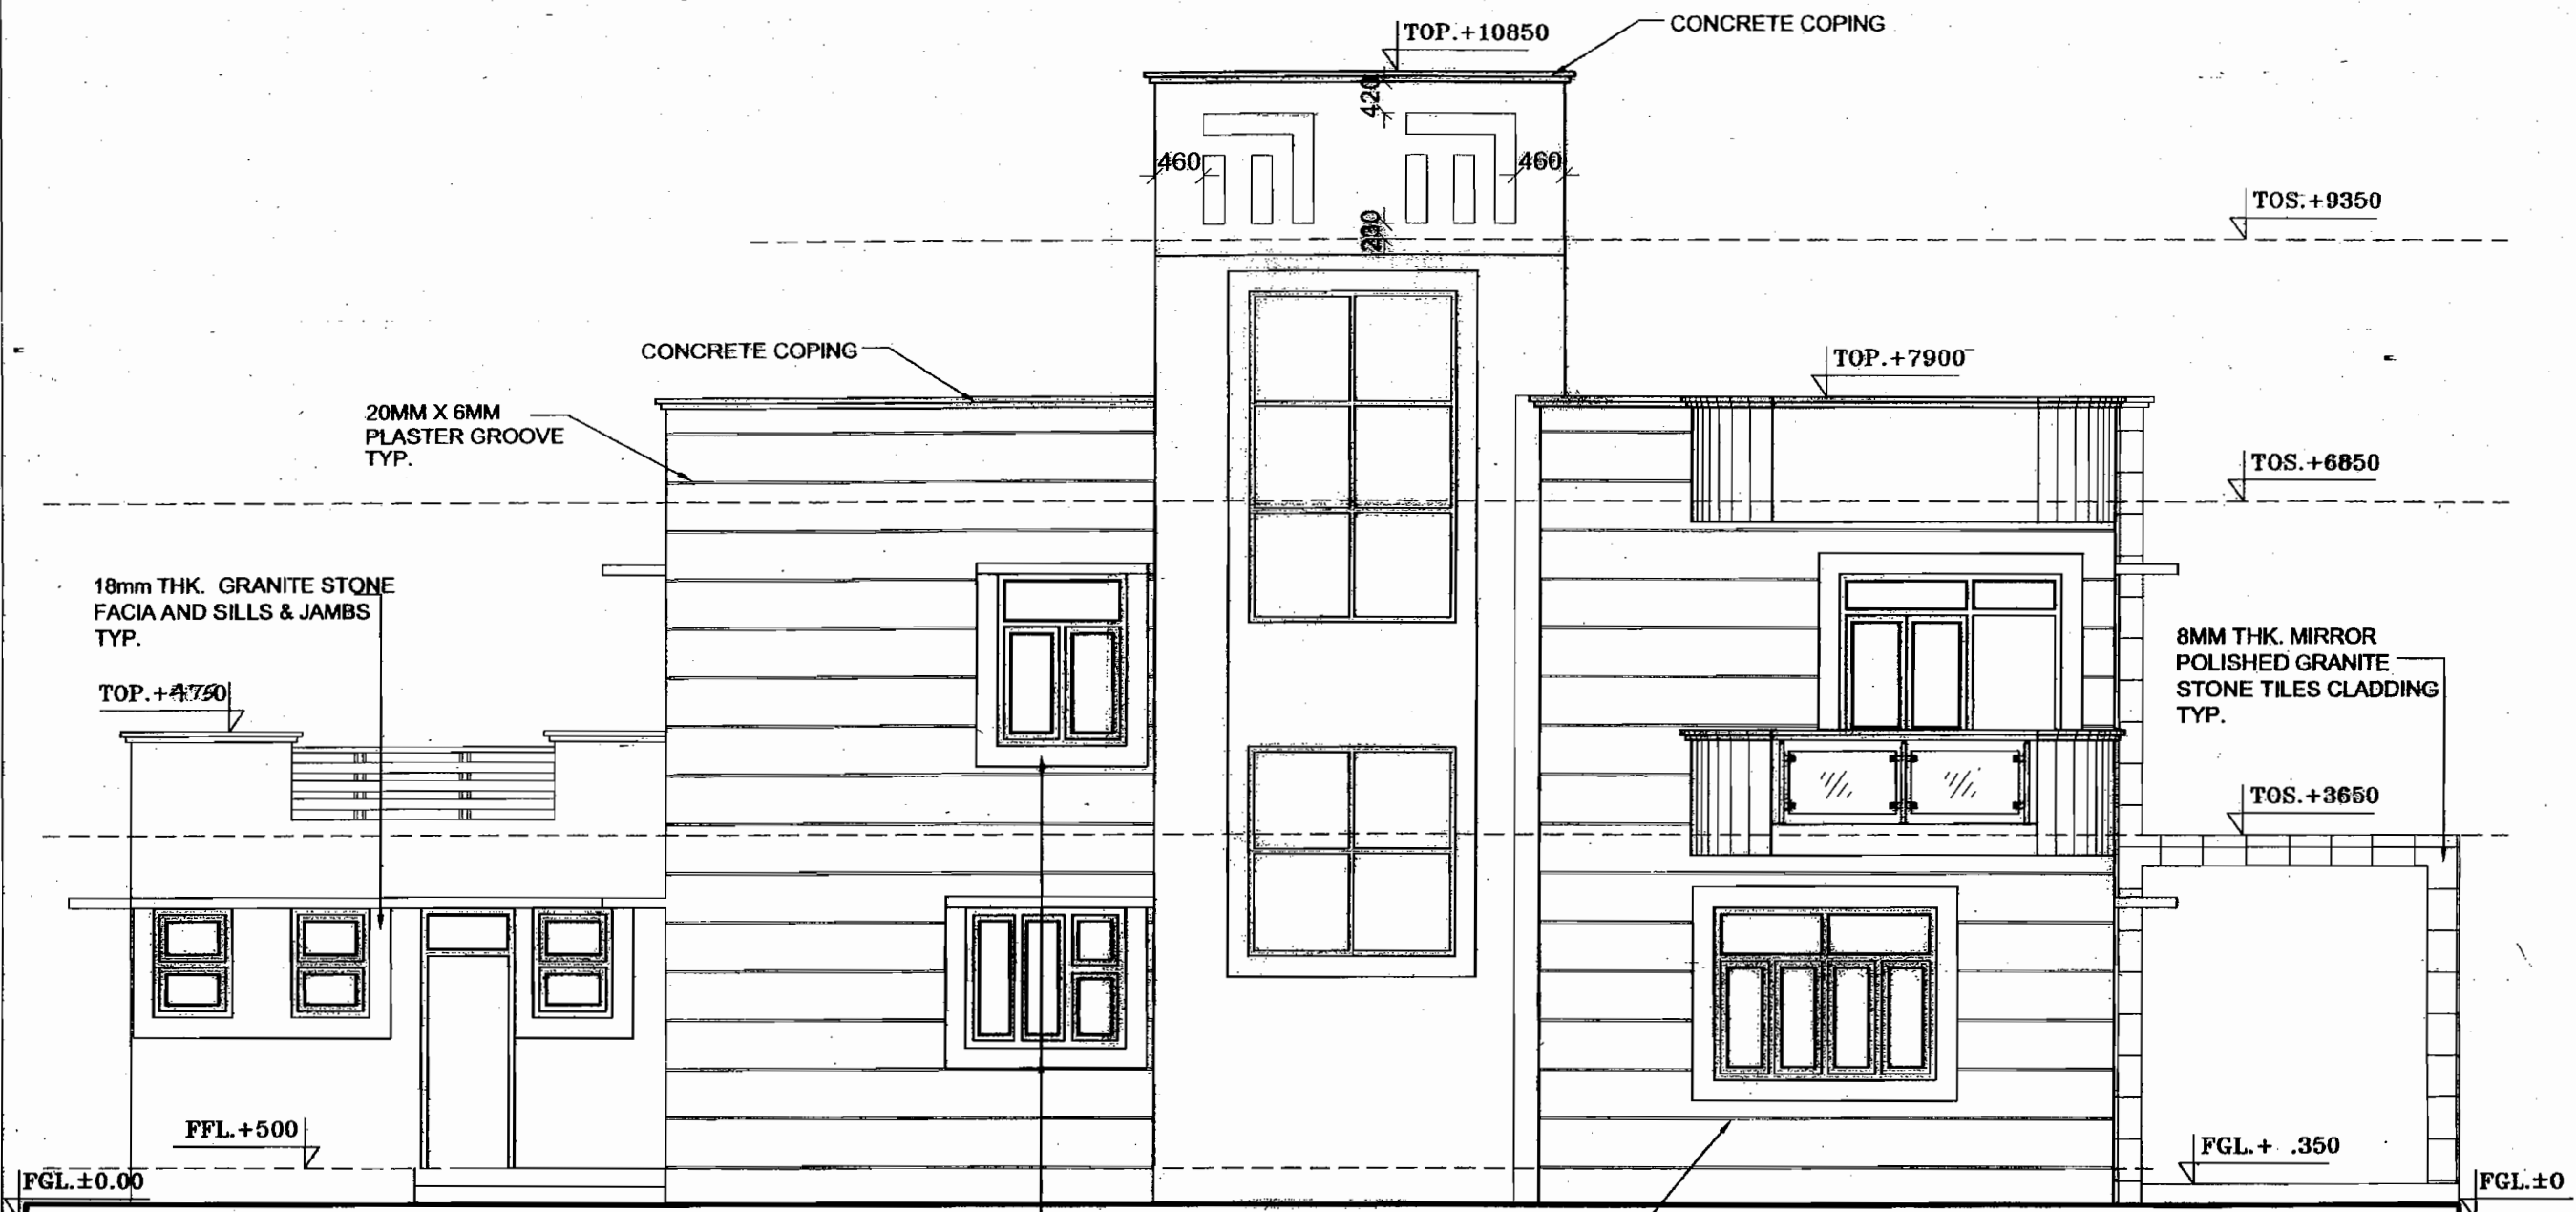 TOP.+10850
CONCRETE COPING
420
460
460
230
TOS.+9350
CONCRETE COPING
TOP.+7900
20MM X 6MM
PLASTER GROOVE
TYP.
TOS.+6850
18mm THK. GRANITE STONE
FACIA AND SILLS & JAMBS
TYP.
8MM THK. MIRROR
POLISHED GRANITE
STONE TILES CLADDING
TYP.
TOP.+4750
TOS.+3650
FFL.+500
FGL.+ .350
FGL.±0.00
FGL.±0